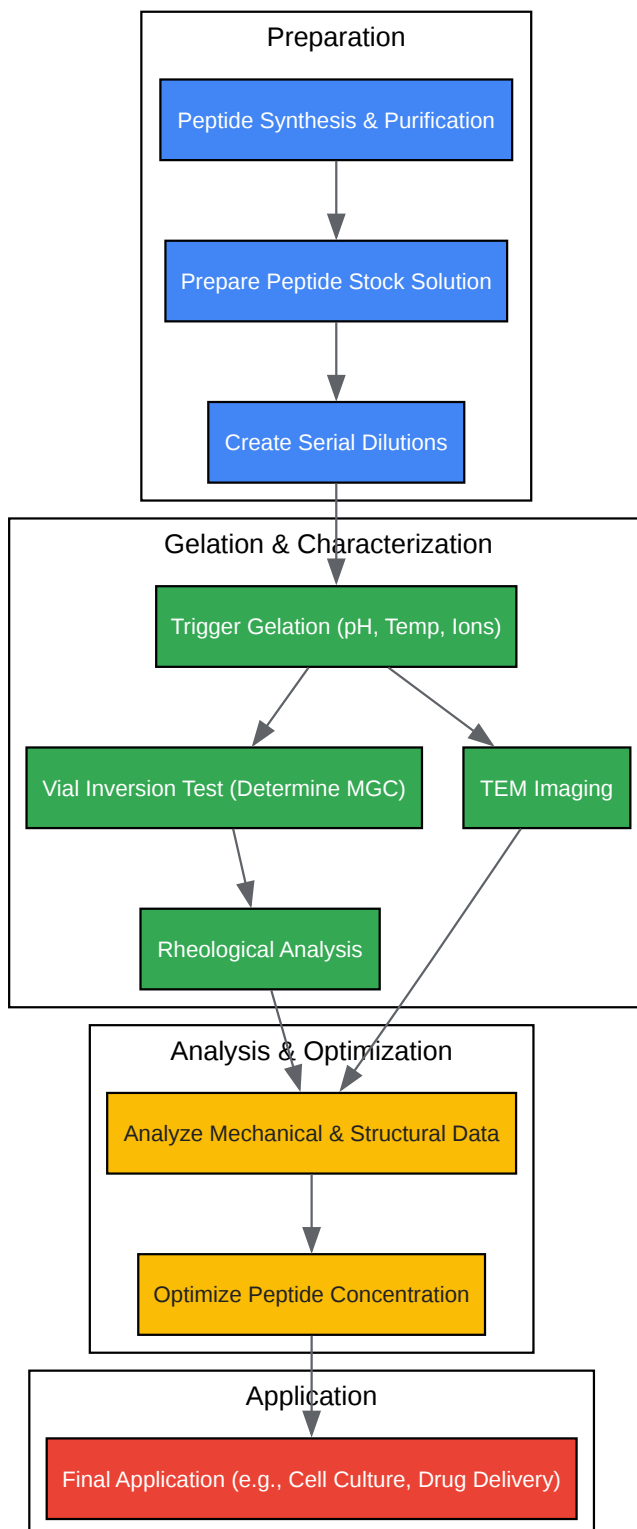 Preparation
Peptide Synthesis & Purification
Prepare Peptide Stock Solution
Create Serial Dilutions
Gelation & Characterization
Trigger Gelation (pH, Temp, Ions)
Vial Inversion Test (Determine MGC)
TEM Imaging
Rheological Analysis
Analysis & Optimization
Analyze Mechanical & Structural Data
Optimize Peptide Concentration
Application
Final Application (e.g., Cell Culture, Drug Delivery)